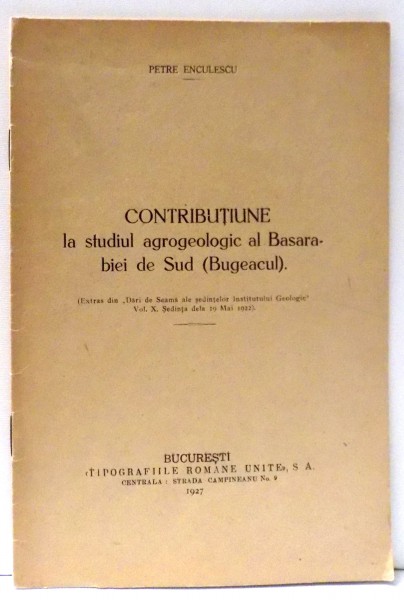 PETRE ENCULESCU
CONTRIBUȚIUNE
la studiul agrogeologic al Basara-
biei de Sud (Bugeacul).
(Extras din „Dări de Seamă ale ședințelor Institutului Geologic"
Vol. X. Ședința dela 19 Mai 1922).
BUCUREȘTI
«TIPOGRAFIILE ROMÂNE UNITE», S A.
CENTRALA : STRADA CAMPINEANU No. 9
1927